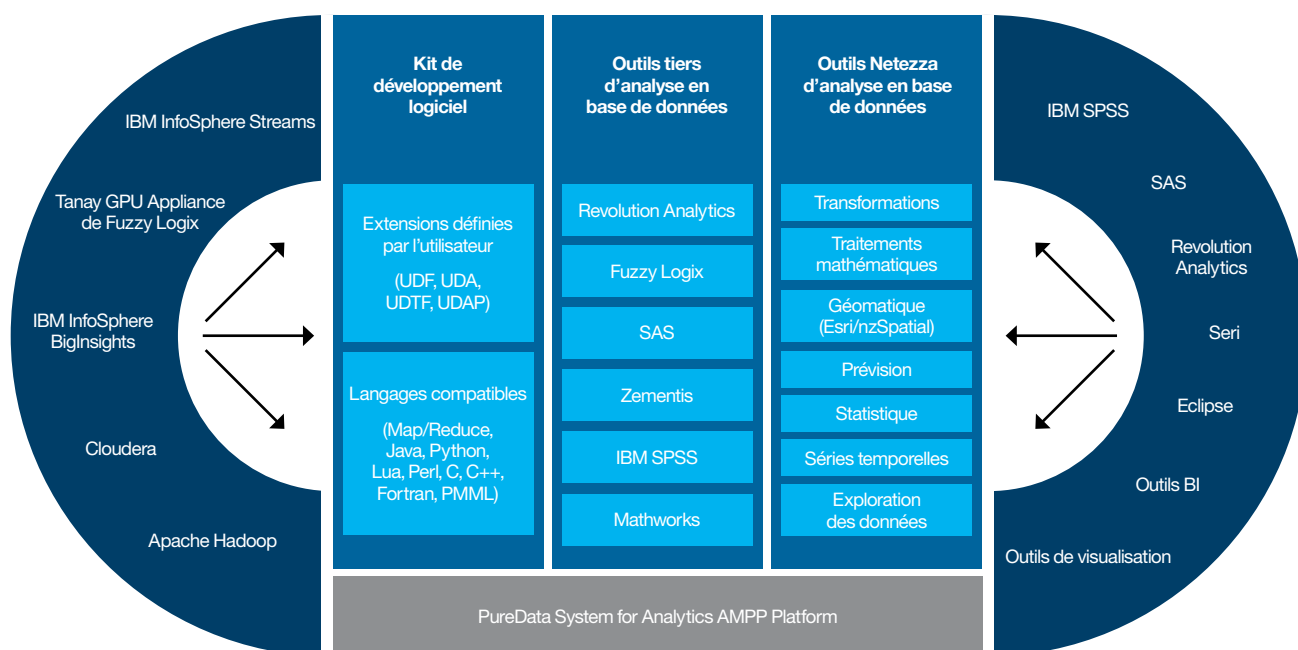 IBM InfoSphere Streams
Tanay GPU Appliance
de Fuzzy Logix
IBM InfoSphere
BigInsights
Cloudera
Apache Hadoop
Kit de
développement
logiciel
Extensions définies
par l'utilisateur
(UDF, UDA,
UDTF, UDAP)
Langages compatibles
(Map/Reduce,
Java, Python,
Lua, Perl, C, C++,
Fortran, PMML)
Outils tiers
d'analyse en
base de données
Revolution Analytics
Fuzzy Logix
SAS
Zementis
IBM SPSS
Mathworks
Outils Netezza
d'analyse en base
de données
Transformations
Traitements
mathématiques
Géomatique
(Esri/nzSpatial)
Prévision
Statistique
Séries temporelles
Exploration
des données
IBM SPSS
SAS
Revolution
Analytics
Seri
Eclipse
Outils BI
Outils de visualisation
PureData System for Analytics AMPP Platform